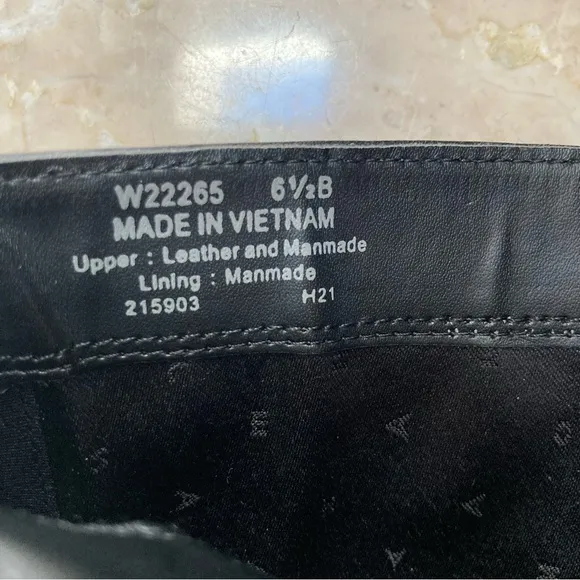 W22265 6½B
MADE IN VIETNAM
Upper : Leather and Manmade
Lining : Manmade
215903 H21